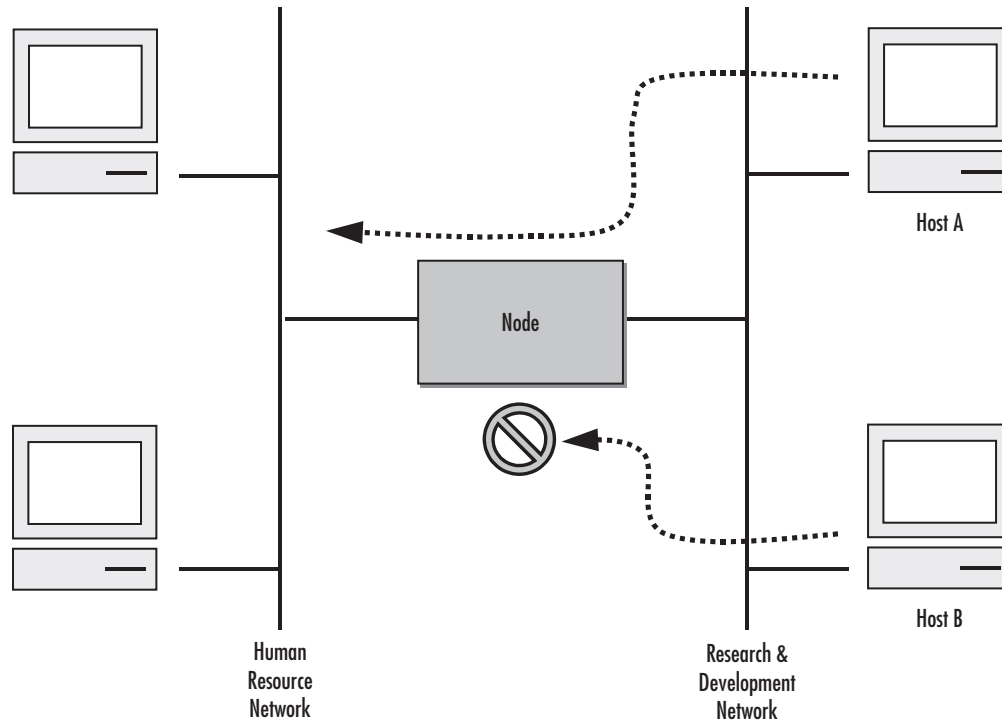 Host A
Node
Host B
Human
Resource
Network
Research &
Development
Network